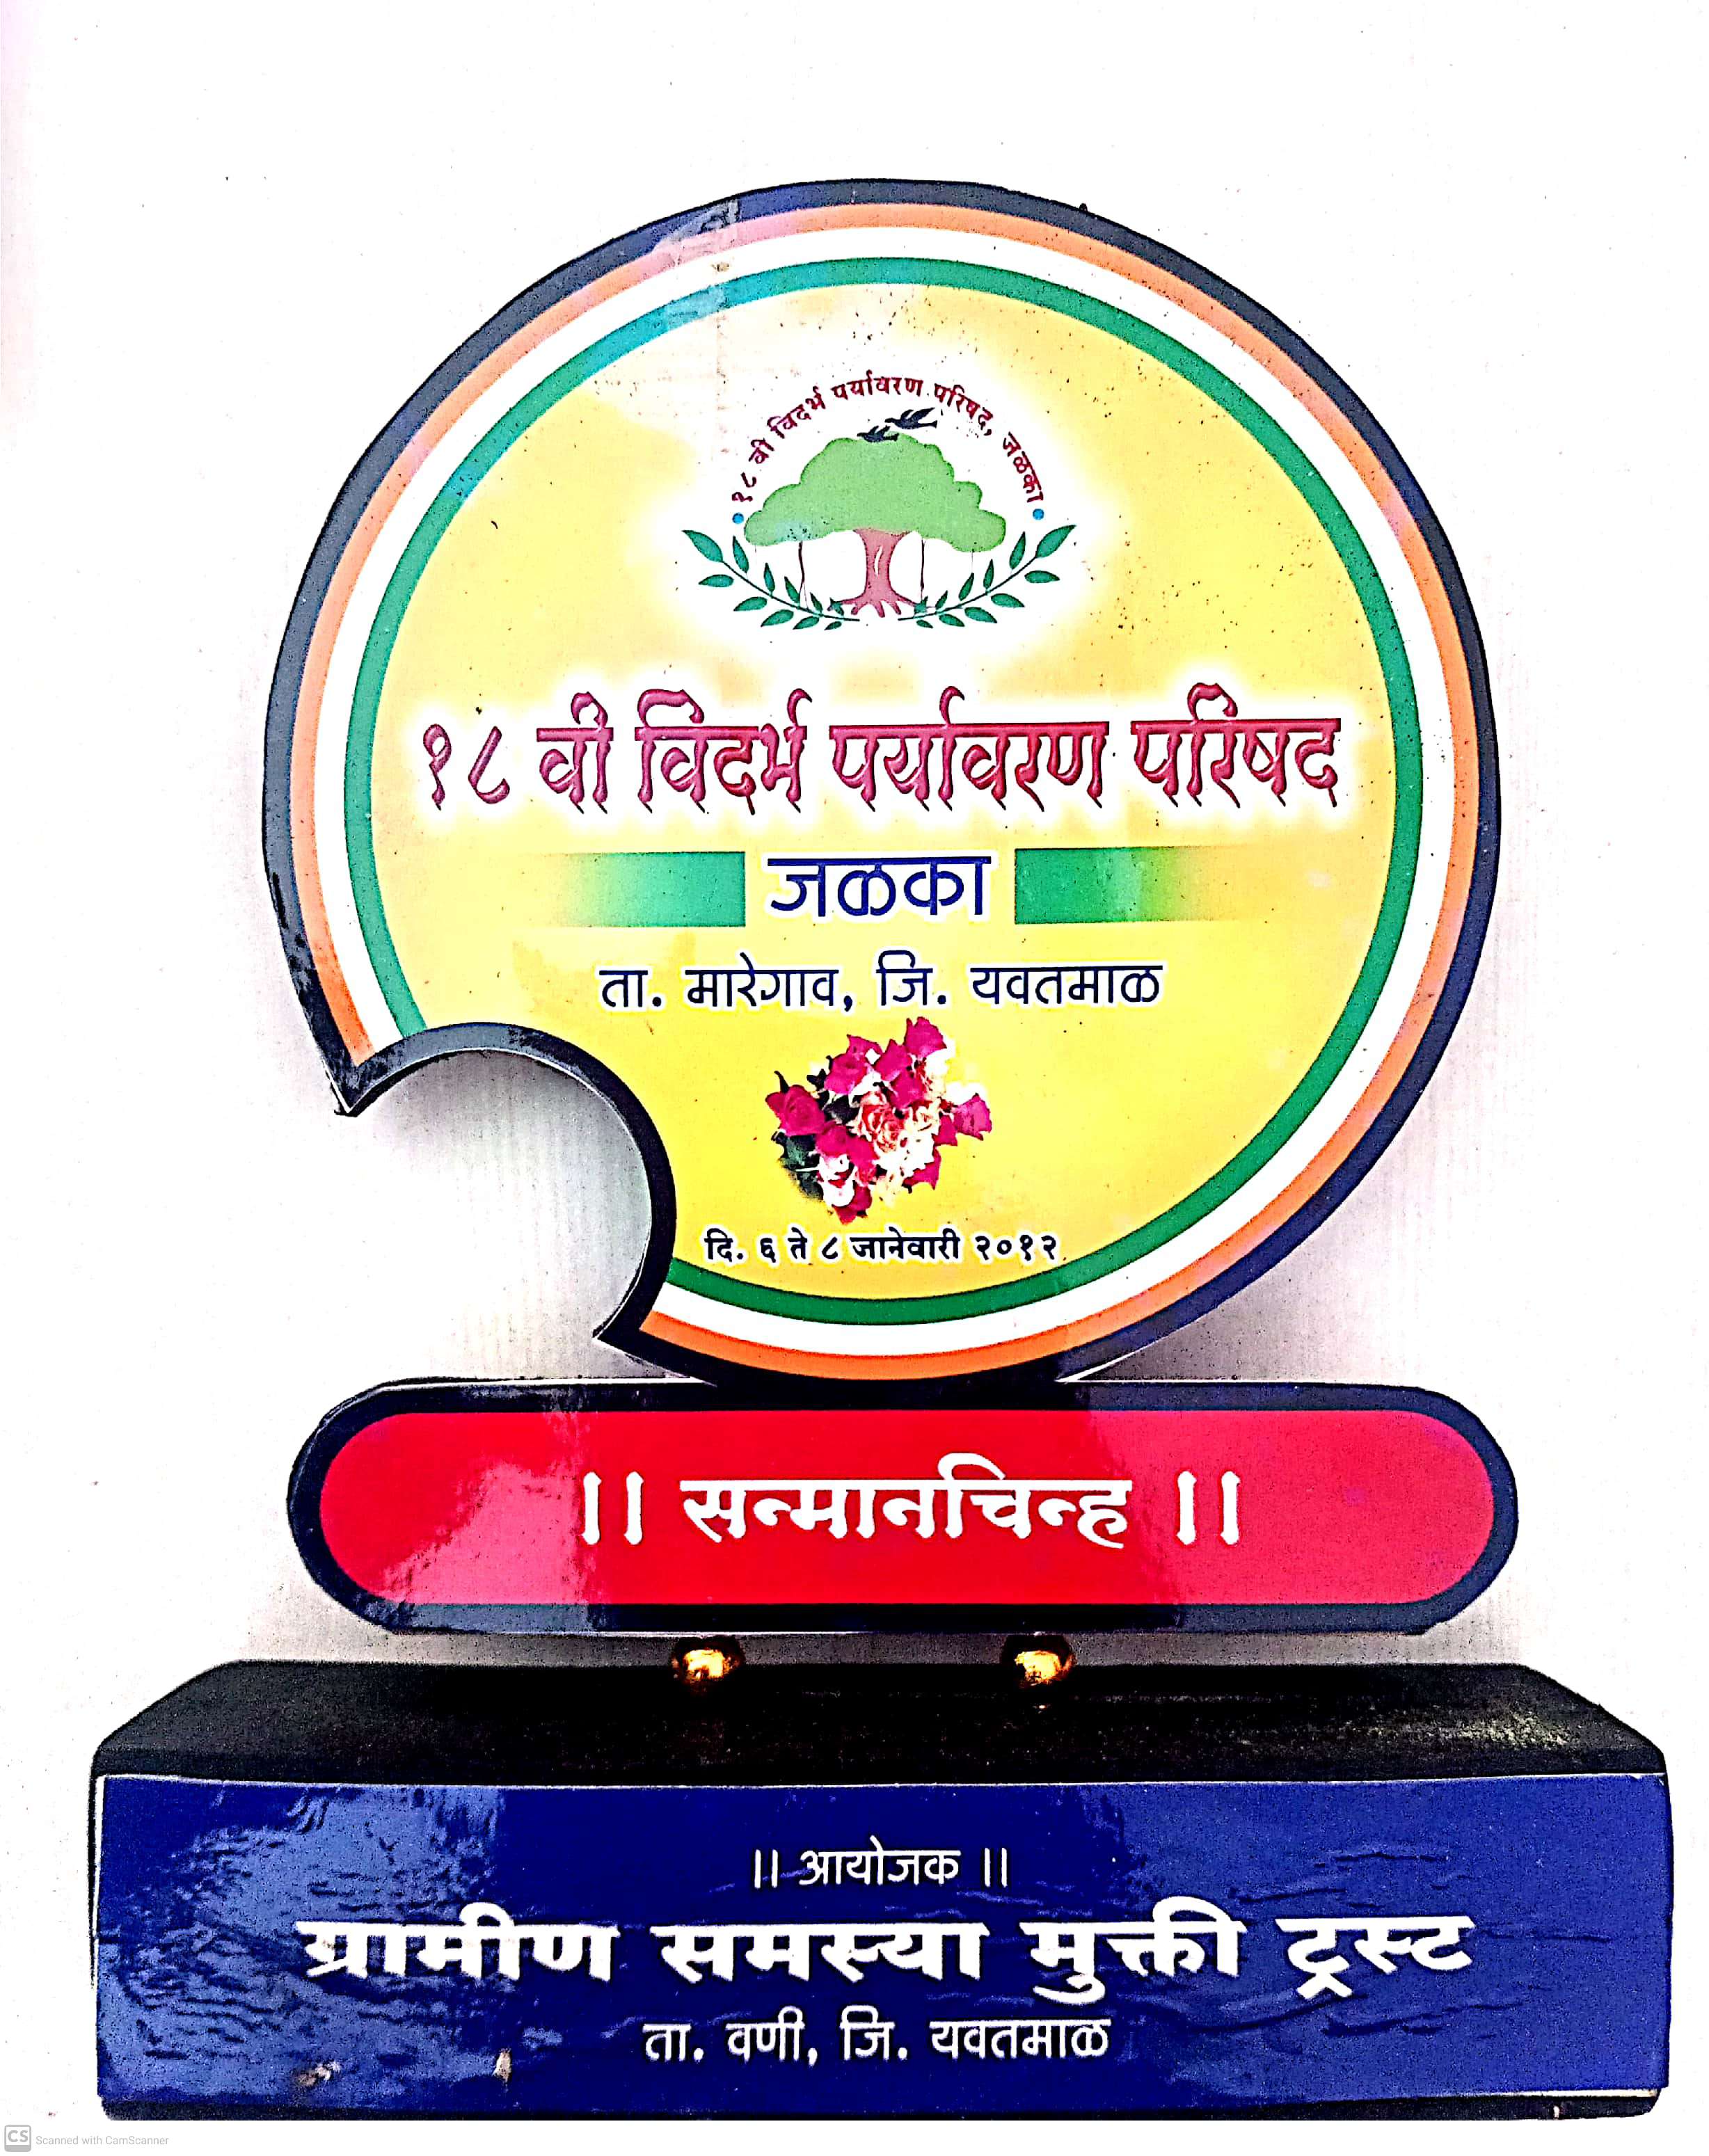 १८ वी विदर्भ पर्यावरण परिषद, जळका
१८ वी विदर्भ पर्यावरण परिषद
जळका
ता. मारेगाव, जि. यवतमाळ
दि. ६ ते ८ जानेवारी २०१२
।। सन्मानचिन्ह ।।
।। आयोजक ।।
ग्रामीण समस्या मुक्ती ट्रस्ट
ता. वणी, जि. यवतमाळ
CS Scanned with CamScanner